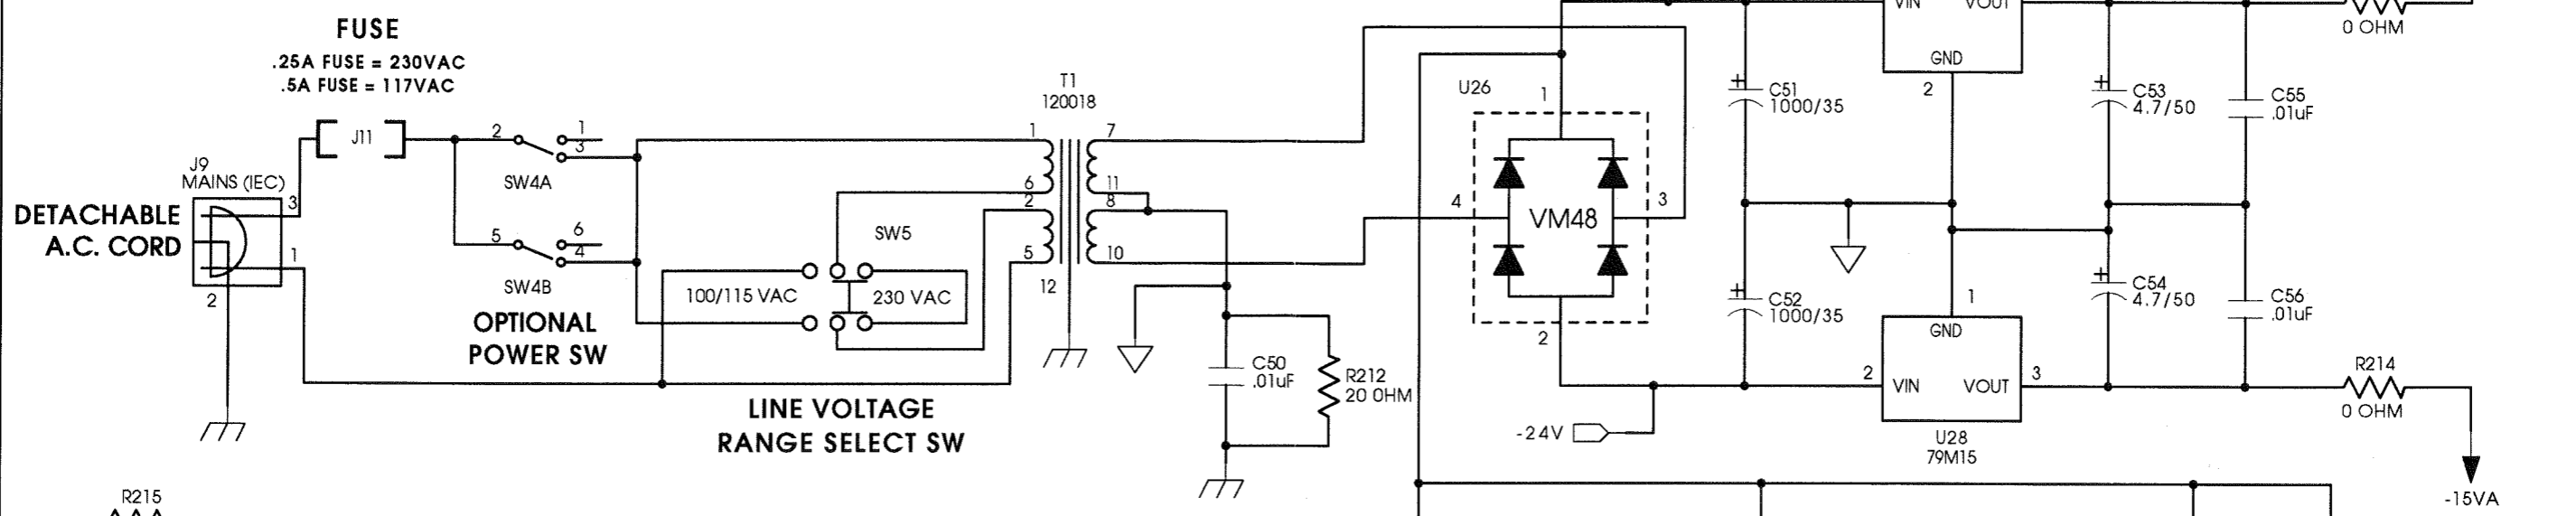 FUSE
.25A FUSE = 230VAC
.5A FUSE = 117VAC
J11
J9
MAINS (IEC)
DETACHABLE
A.C. CORD
3
1
2
2
1
3
SW4A
5
6
4
SW4B
OPTIONAL
POWER SW
SW5
100/115 VAC
230 VAC
LINE VOLTAGE
RANGE SELECT SW
T1
120018
1
6
2
5
12
7
11
8
10
C50
.01uF
R212
20 OHM
U26
1
4
3
VM48
2
-24V
C51
1000/35
C52
1000/35
VIN
VOUT
GND
2
1
GND
2
VIN
VOUT
3
U28
79M15
C53
4.7/50
C54
4.7/50
C55
.01uF
C56
.01uF
0 OHM
R214
0 OHM
-15VA
R215